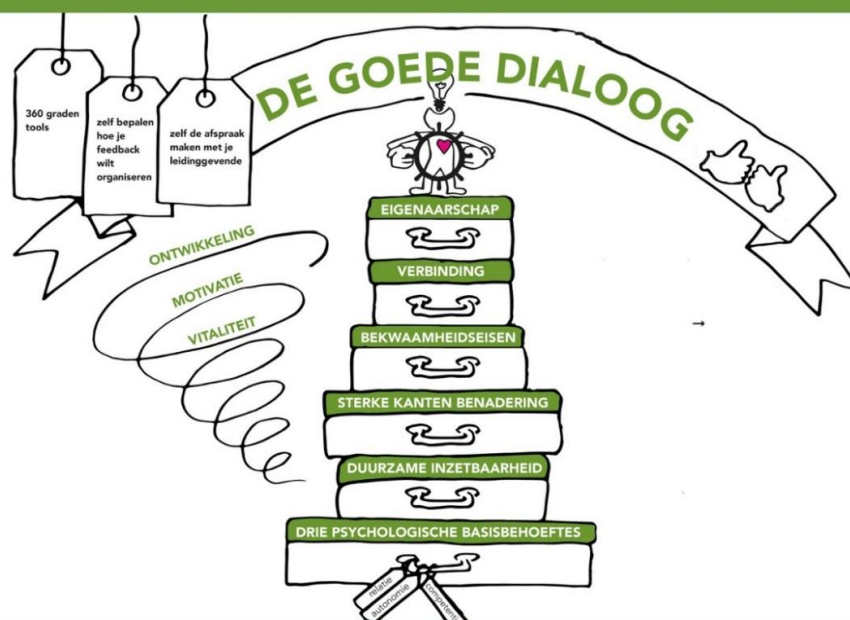 DE GOEDE DIALOOG
360 graden
tools
zelf bepalen
hoe je
feedback
wilt
organiseren
zelf de afspraak
maken met je
leidinggevende
ONTWIKKELING
MOTIVATIE
VITALITEIT
EIGENAARSCHAP
VERBINDING
BEKWAAMHEIDSEISEN
STERKE KANTEN BENADERING
DUURZAME INZETBAARHEID
DRIE PSYCHOLOGISCHE BASISBEHOEFTES
relatie
autonomie